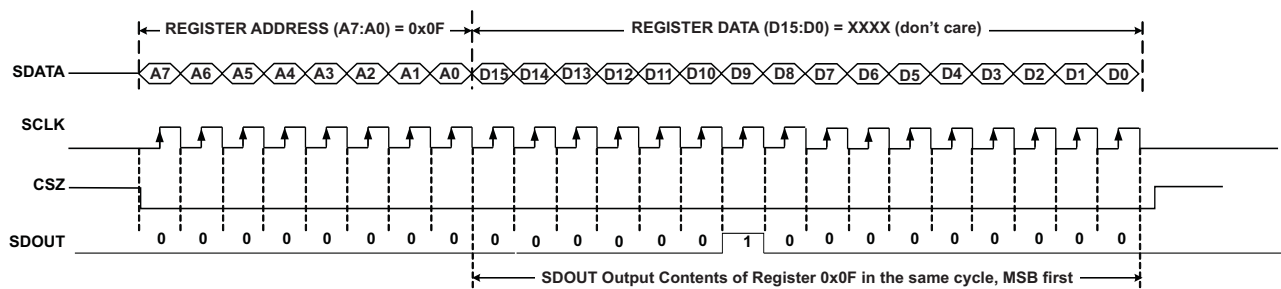 REGISTER ADDRESS (A7:A0) = 0x0F REGISTER DATA (D15:D0) = XXXX (don't care)
SDATA A7 A6 A5 A4 A3 A2 A1 A0 D15 D14 D13 D12 D11 D10 D9 D8 D7 D6 D5 D4 D3 D2 D1 D0
SCLK
CSZ
SDOUT 0 0 0 0 0 0 0 0 0 0 0 0 0 0 1 0 0 0 0 0 0 0 0 0
SDOUT Output Contents of Register 0x0F in the same cycle, MSB first